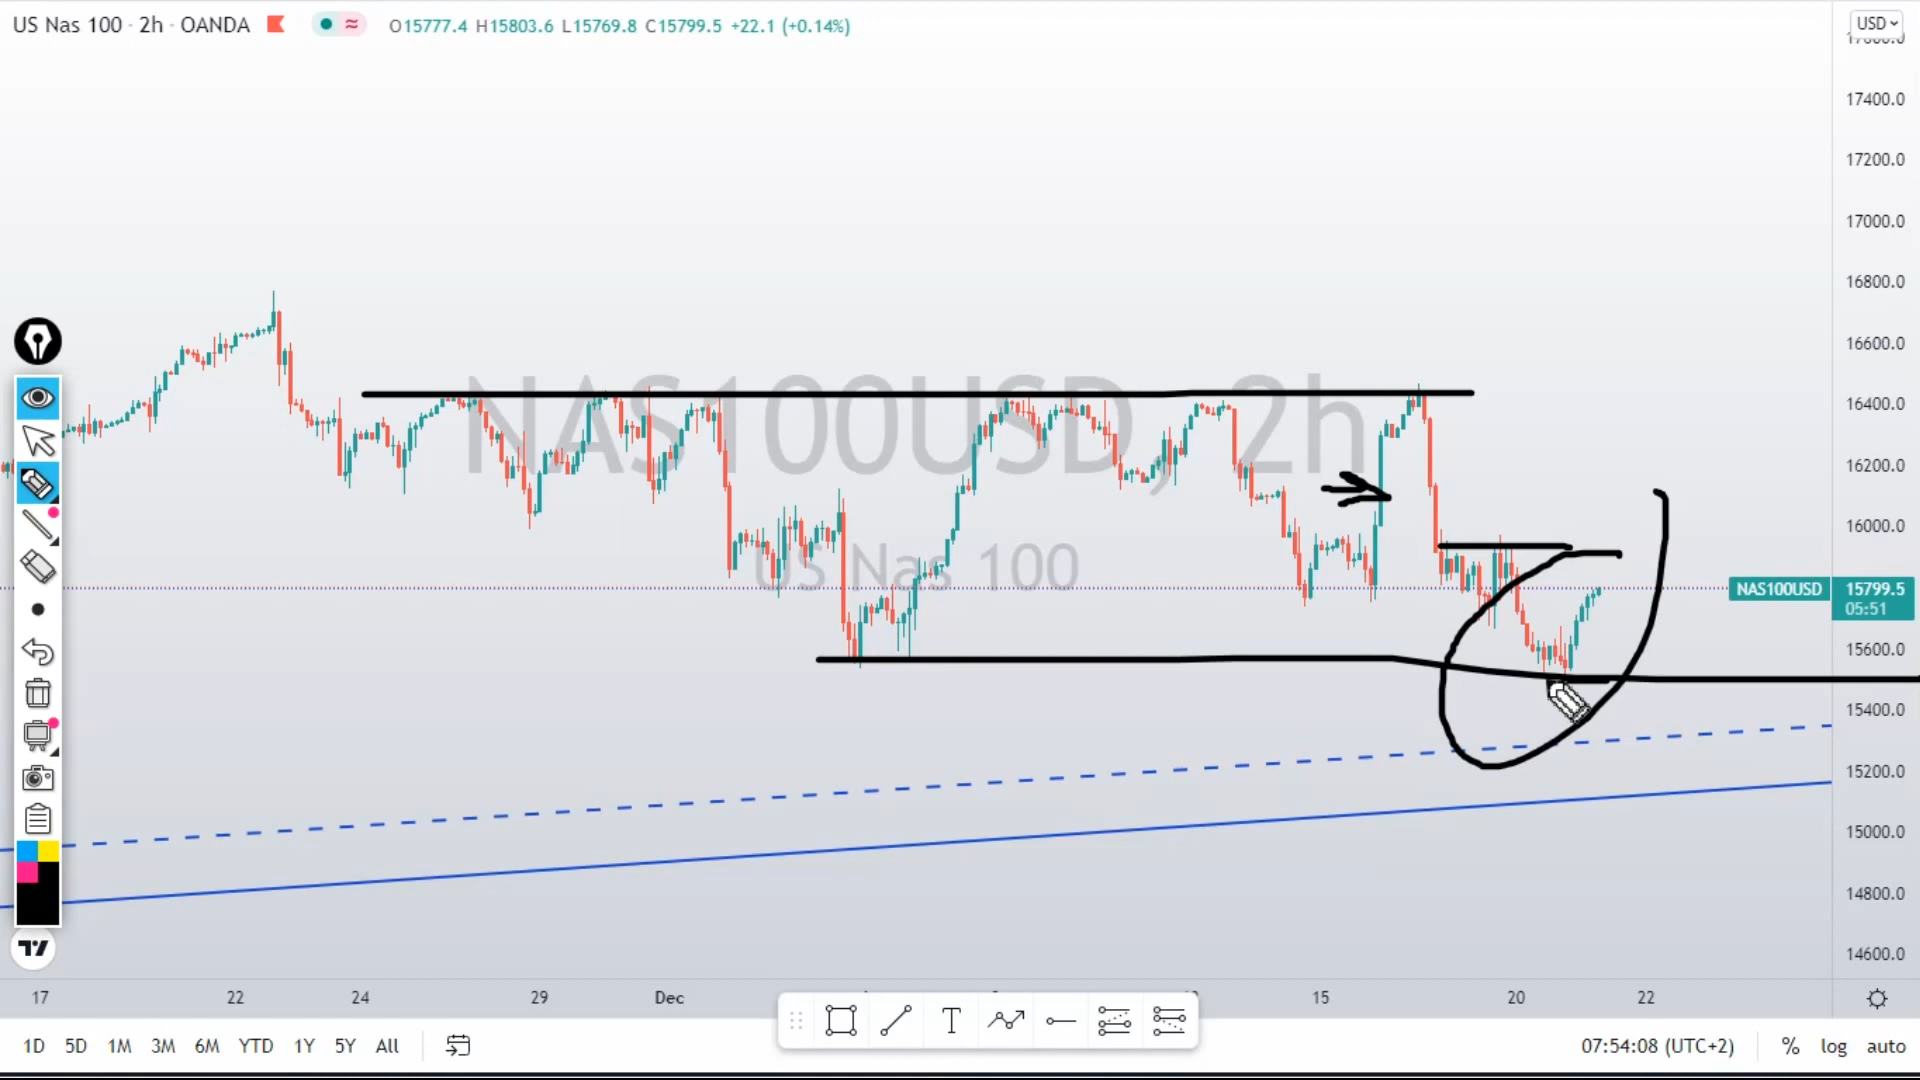 US Nas 100 · 2h · OANDA
O15777.4 H15803.6 L15769.8 C15799.5 +22.1 (+0.14%)
USD
17400.0
17200.0
17000.0
16800.0
16600.0
16400.0
16200.0
16000.0
NAS100USD 15799.5
05:51
15600.0
15400.0
15200.0
15000.0
14800.0
14600.0
NAS100USD, 2h
US Nas 100
17 22 24 29 Dec 15 20 22
T
1D 5D 1M 3M 6M YTD 1Y 5Y All
07:54:08 (UTC+2) % log auto